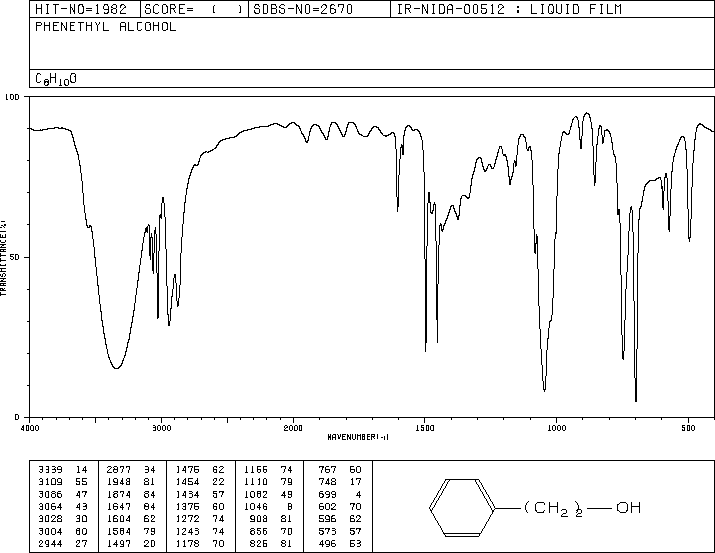 HIT-NO=1982 SCORE= ( ) SDBS-NO=2670 IR-NIDA-00512 : LIQUID FILM
PHENETHYL ALCOHOL
C8H10O
100
50
0
TRANSMITTANCE(%)
4000 3000 2000 1500 1000 500
WAVENUMBER(-1)
3339 14 2877 34 1476 62 1156 74 767 60
3109 55 1948 81 1454 22 1110 79 748 17
3086 47 1874 84 1434 57 1082 49 699 4
3064 43 1647 84 1376 60 1046 8 602 70
3028 30 1604 62 1272 74 908 81 596 62
3004 60 1584 79 1243 74 856 70 573 57
2944 27 1497 20 1178 70 826 81 496 53
(CH2)2 OH